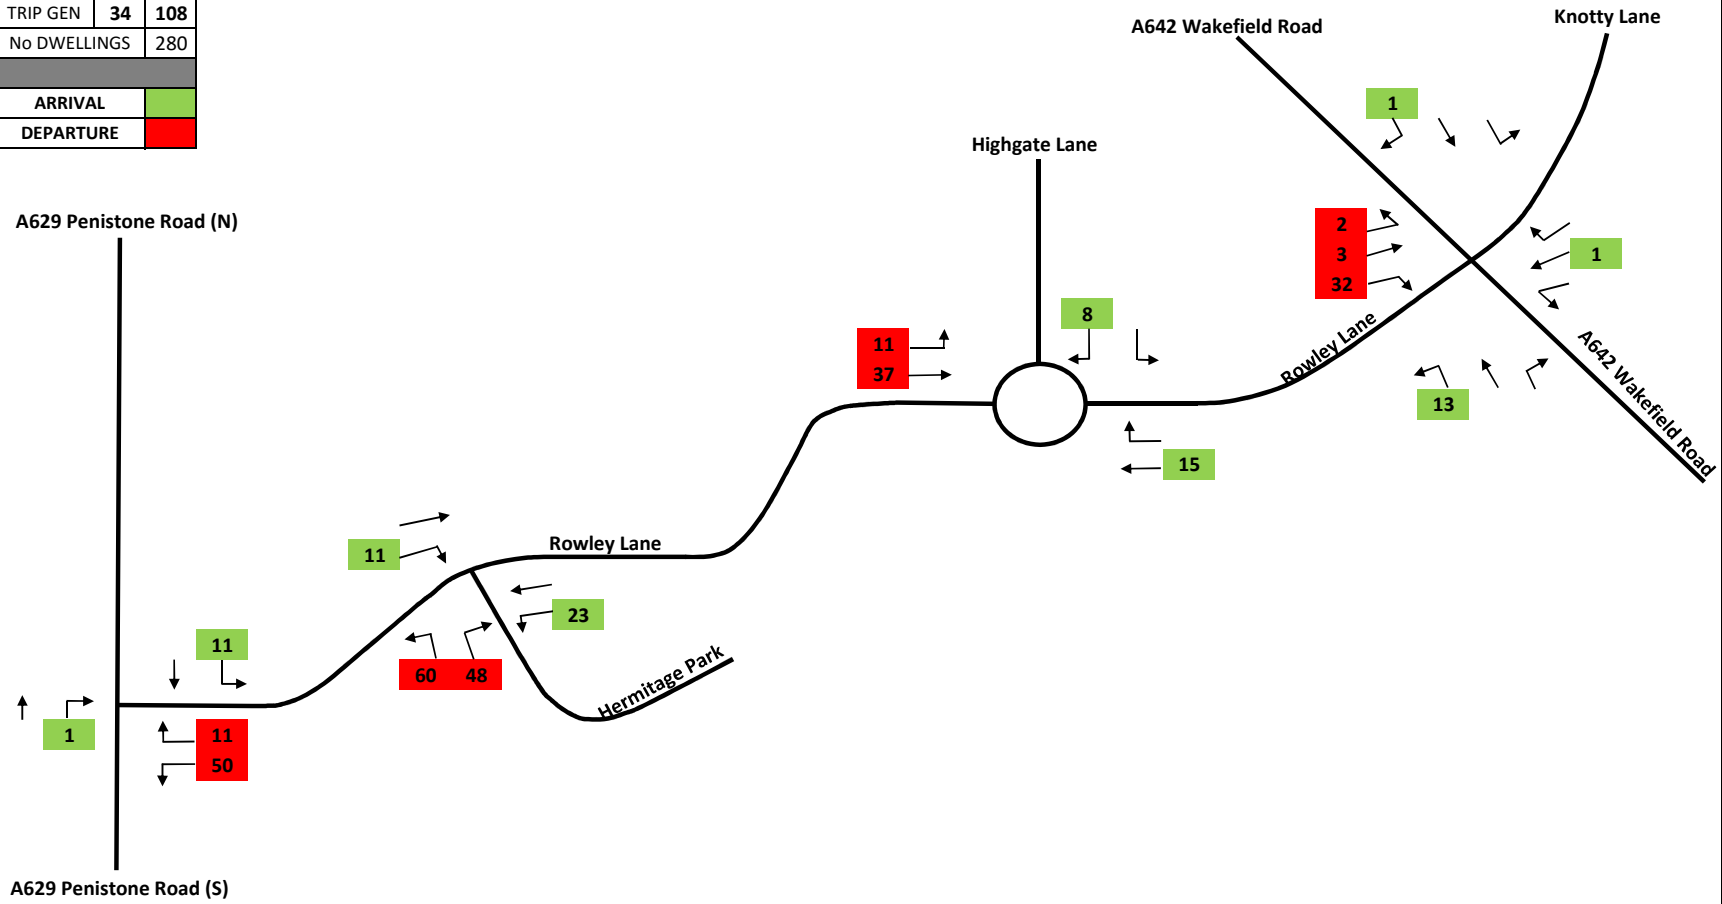 TRIP GEN 34 108
No DWELLINGS 280
ARRIVAL
DEPARTURE
A642 Wakefield Road
Knotty Lane
1
Highgate Lane
A629 Penistone Road (N)
2
3
32
1
8
11
37
Rowley Lane
A642 Wakefield Road
13
15
Rowley Lane
11
23
60 48
11
Hermitage Park
1
11
50
A629 Penistone Road (S)